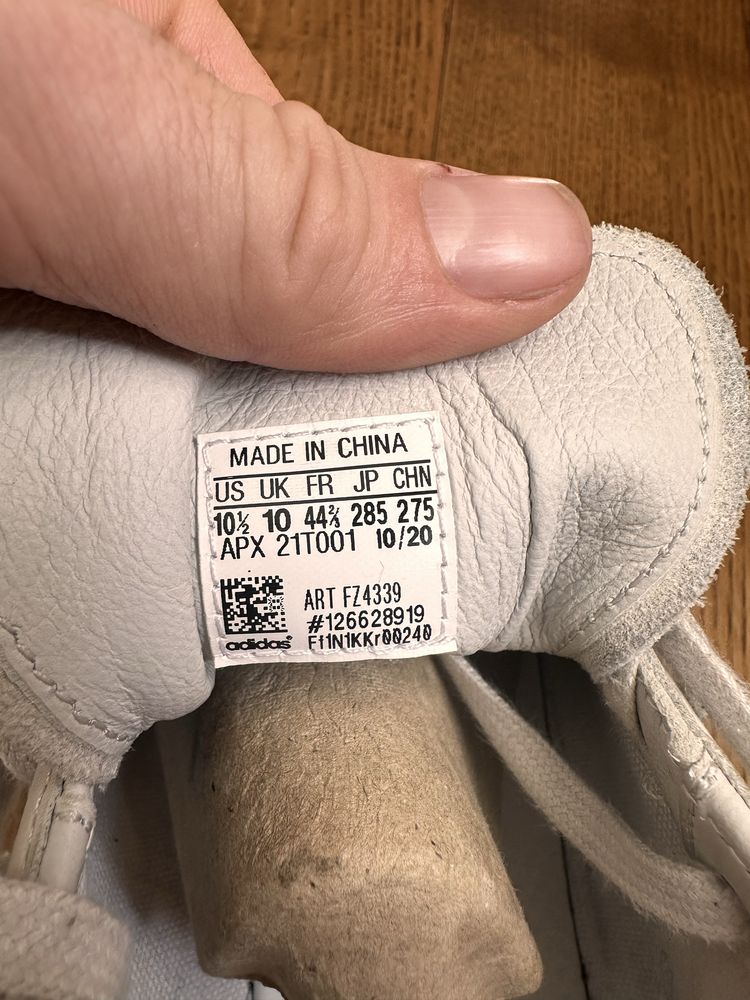 MADE IN CHINA
US UK FR JP CHN
10½ 10 44⅔ 285 275
APX 21T001 10/20
ART FZ4339
#126628919
Ff1N1KKr00240
adidas®